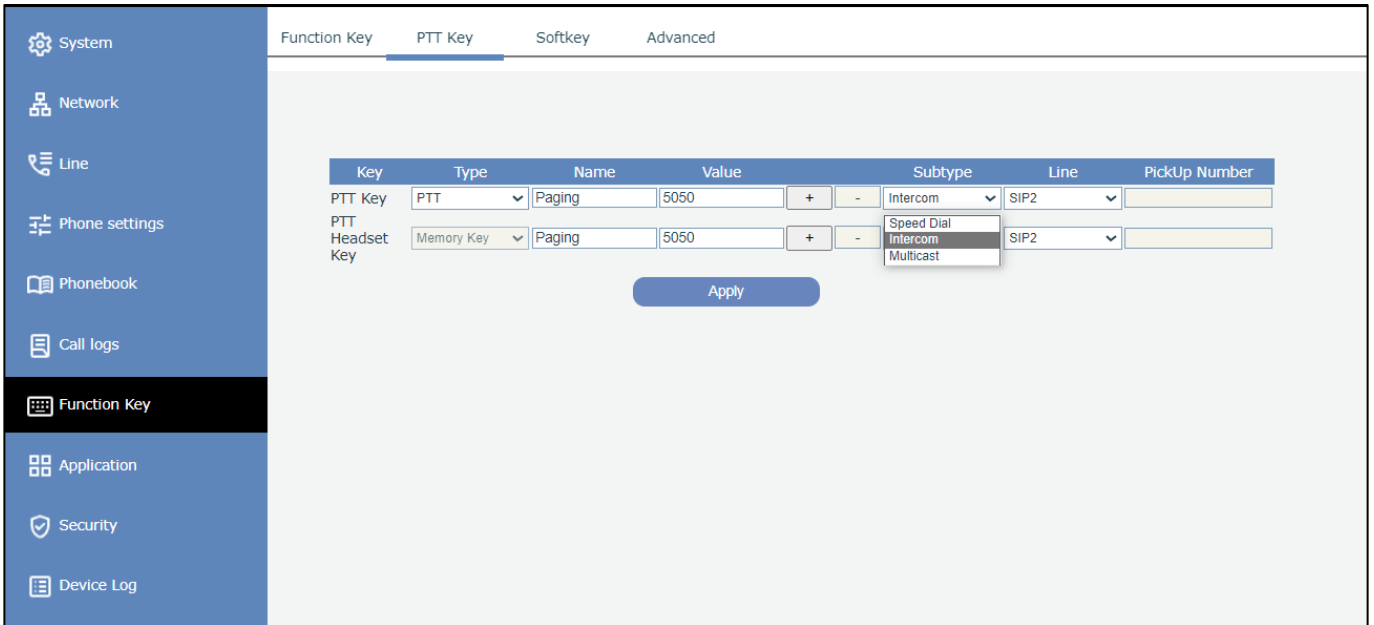 System
Network
Line
Phone settings
Phonebook
Call logs
Function Key
Application
Security
Device Log
Function Key PTT Key Softkey Advanced
Key Type Name Value Subtype Line PickUp Number
PTT Key PTT Paging 5050 + - Intercom SIP2
PTT
Headset
Key
Memory Key Paging 5050 + - SIP2
Speed Dial
Intercom
Multicast
Apply